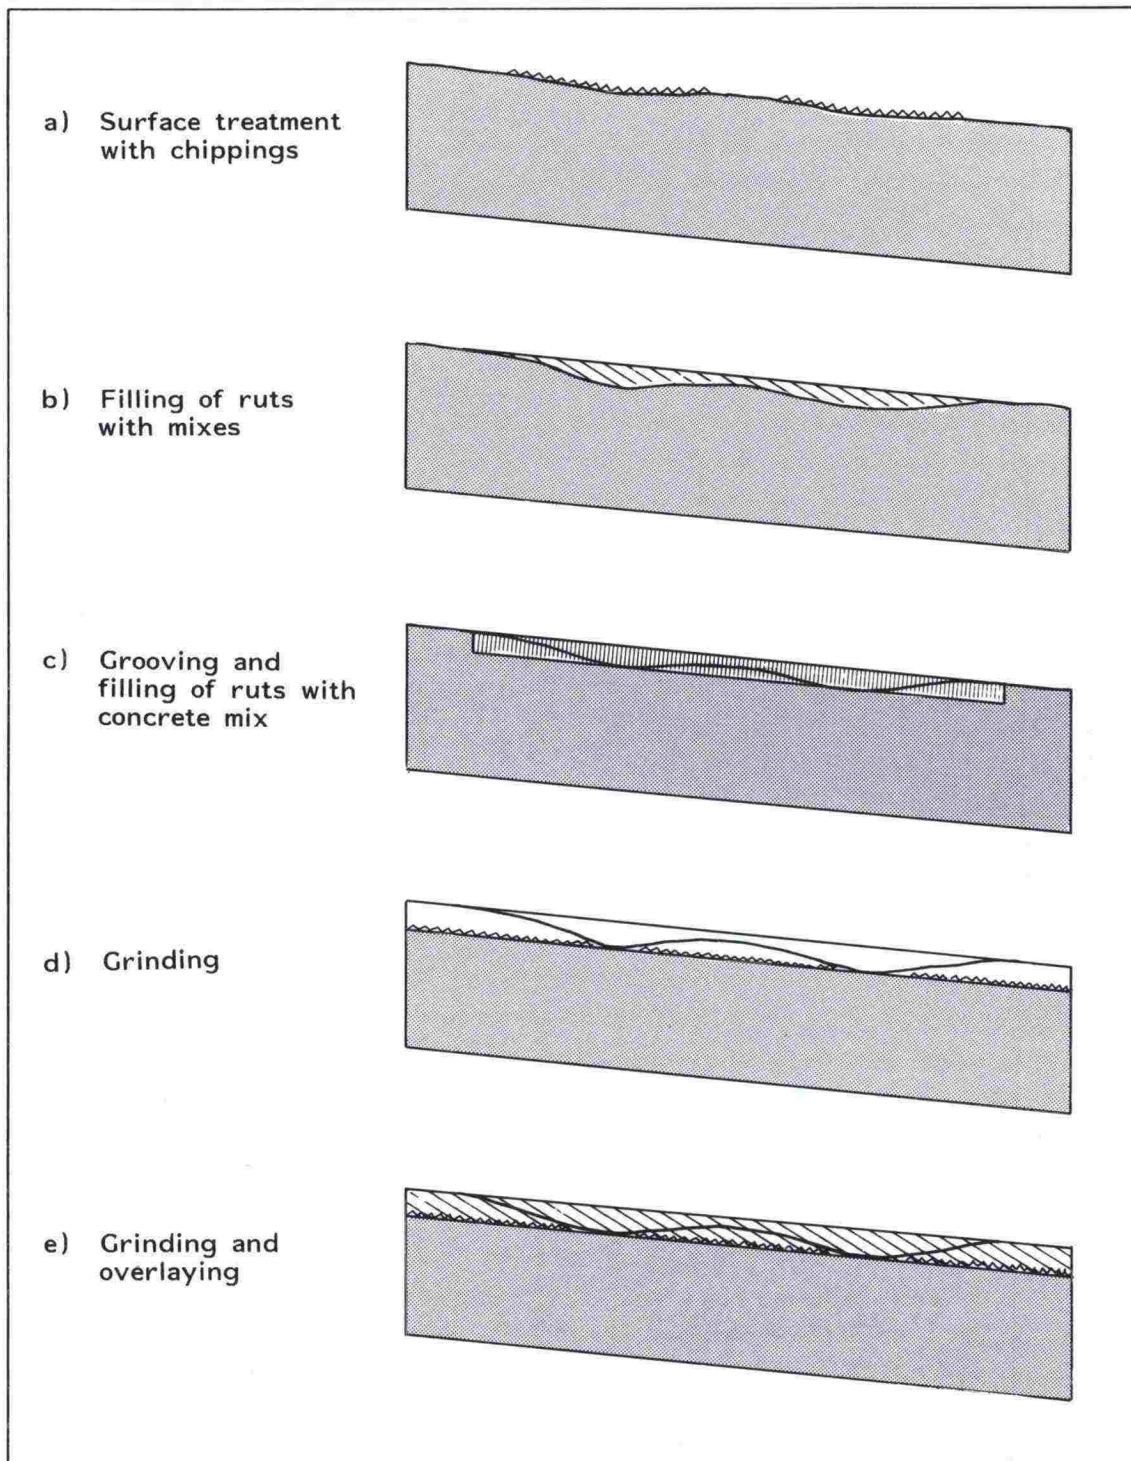 a) Surface treatment
with chippings
b) Filling of ruts
with mixes
c) Grooving and
filling of ruts with
concrete mix
d) Grinding
e) Grinding and
overlaying